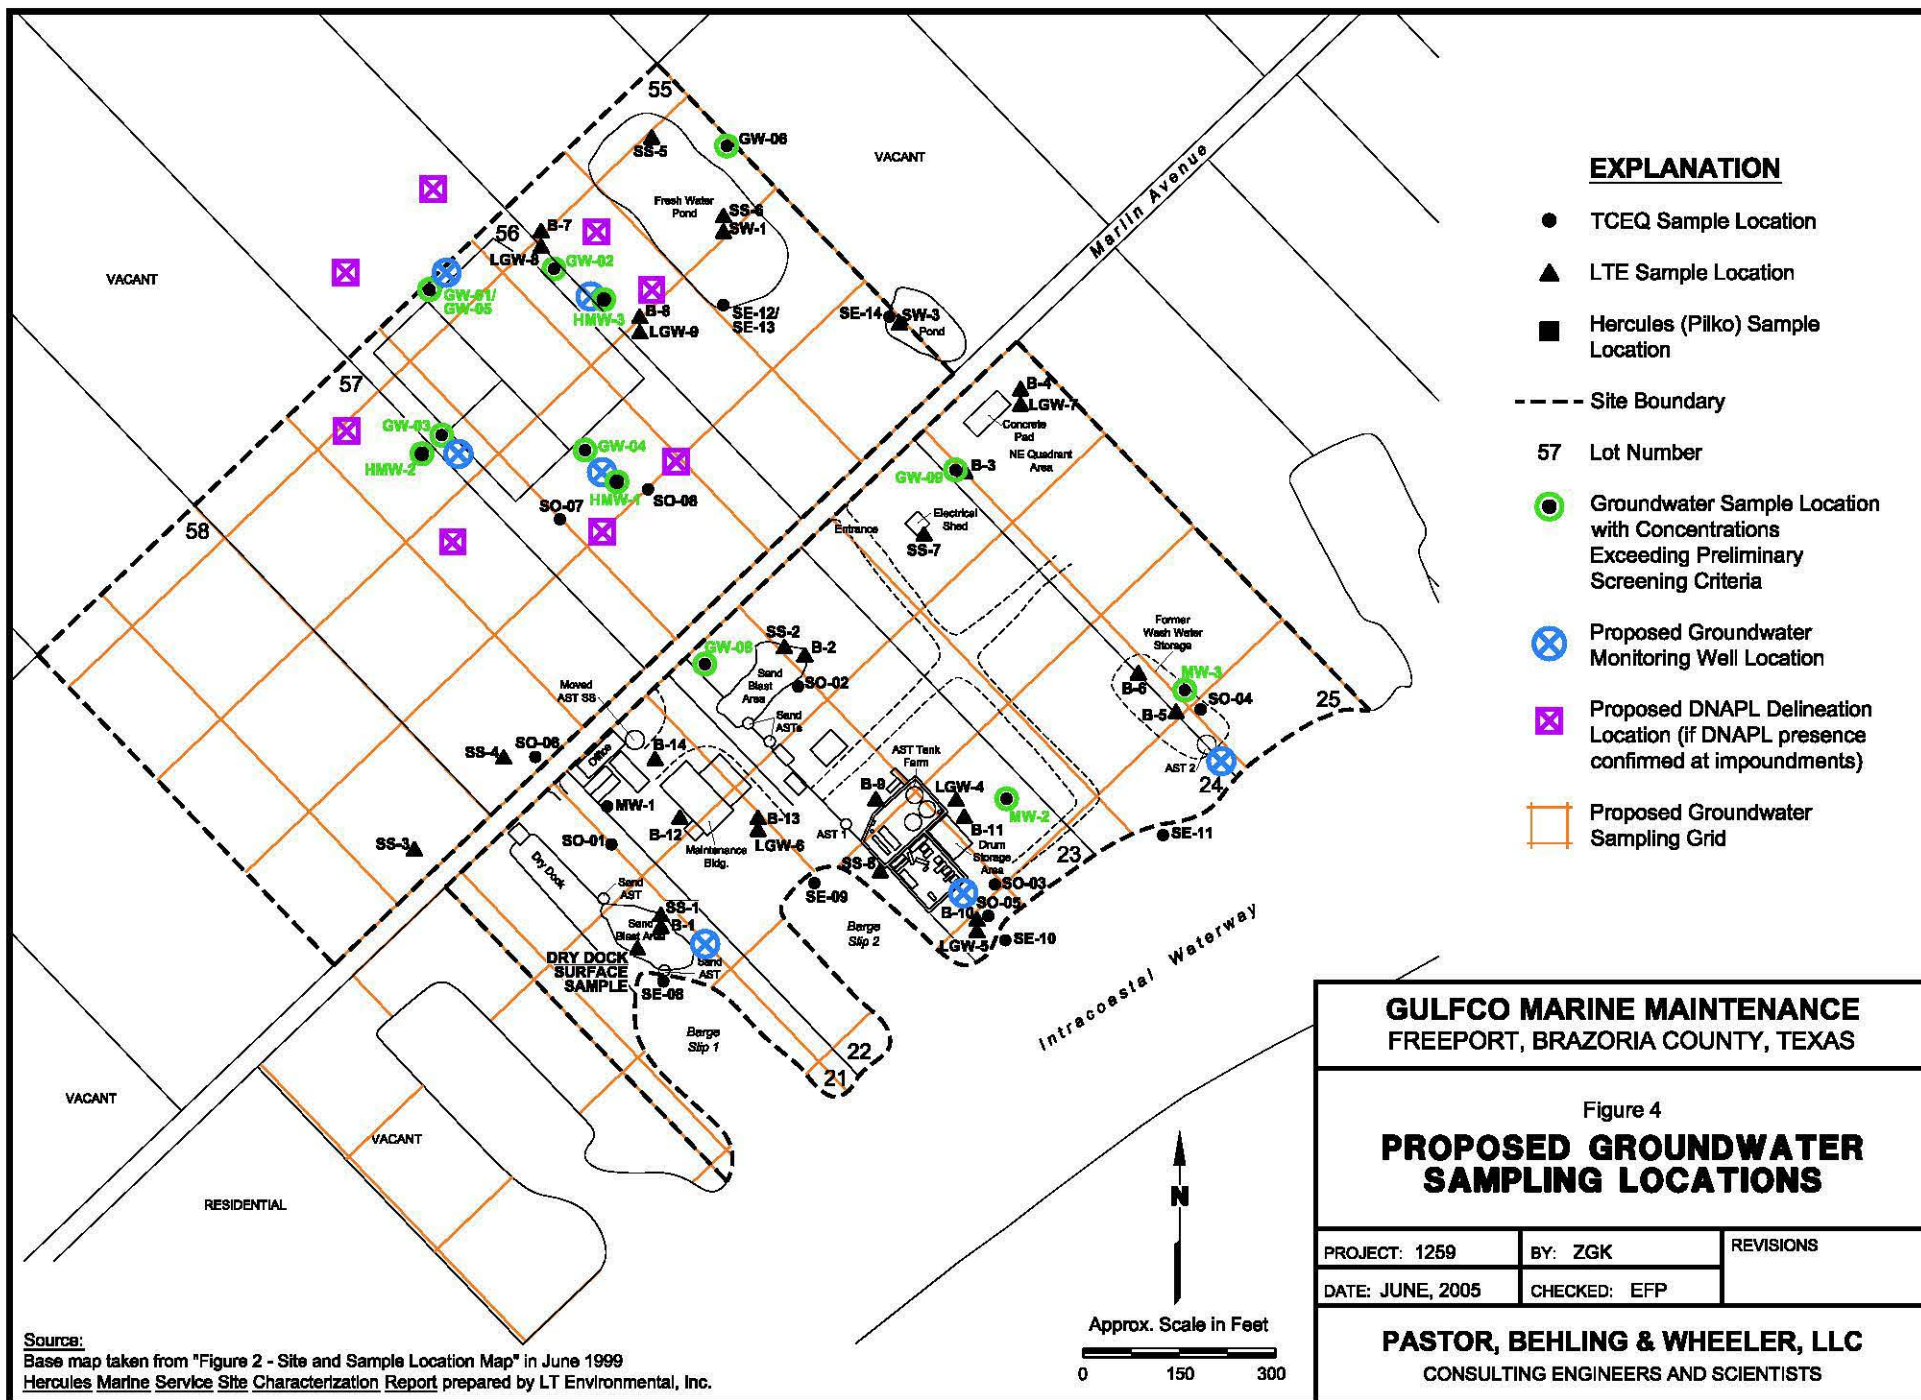 55
GW-06
SS-5
VACANT
Marlin Avenue
Fresh Water
Pond
SS-6
SW-1
B-7
56
LGW-8
GW-02
VACANT
GW-01/
GW-05
HMW-3
B-8
LGW-9
SE-12/
SE-13
SE-14
SW-3
Pond
57
B-4
LGW-7
Concrete
Pad
NE Quadrant
Area
GW-03
HMW-2
GW-04
HMW-1
SO-08
SO-07
GW-09
B-3
58
Entrance
Electrical
Shed
SS-7
Former
Wash Water
Storage
SS-2
B-2
GW-08
Sand
Blast
Area
SO-02
Moved
AST SS
Sand
ASTs
MW-3
B-6
SO-04
B-5
25
AST 2
24
SS-4
SO-06
Office
B-14
AST Tank
Farm
B-9
LGW-4
MW-2
MW-1
B-12
B-13
LGW-6
AST 1
B-11
SE-11
SS-3
SO-01
Maintenance
Bldg.
Drum
Storage
Area
23
Dry Dock
SS-8
SO-03
Sand
AST
SE-09
SO-05
B-10
SS-1
B-1
Sand
Blast Area
Barge
Slip 2
LGW-5
SE-10
DRY DOCK
SURFACE
SAMPLE
Sand
AST
SE-08
Intracoastal Waterway
Barge
Slip 1
22
21
VACANT
VACANT
RESIDENTIAL
N
Approx. Scale in Feet
0 150 300
Source:
Base map taken from "Figure 2 - Site and Sample Location Map" in June 1999
Hercules Marine Service Site Characterization Report prepared by LT Environmental, Inc.
EXPLANATION
TCEQ Sample Location
LTE Sample Location
Hercules (Pilko) Sample
Location
Site Boundary
57 Lot Number
Groundwater Sample Location
with Concentrations
Exceeding Preliminary
Screening Criteria
Proposed Groundwater
Monitoring Well Location
Proposed DNAPL Delineation
Location (if DNAPL presence
confirmed at impoundments)
Proposed Groundwater
Sampling Grid
GULFCO MARINE MAINTENANCE
FREEPORT, BRAZORIA COUNTY, TEXAS
Figure 4
PROPOSED GROUNDWATER
SAMPLING LOCATIONS
PROJECT: 1259 BY: ZGK REVISIONS
DATE: JUNE, 2005 CHECKED: EFP
PASTOR, BEHLING & WHEELER, LLC
CONSULTING ENGINEERS AND SCIENTISTS